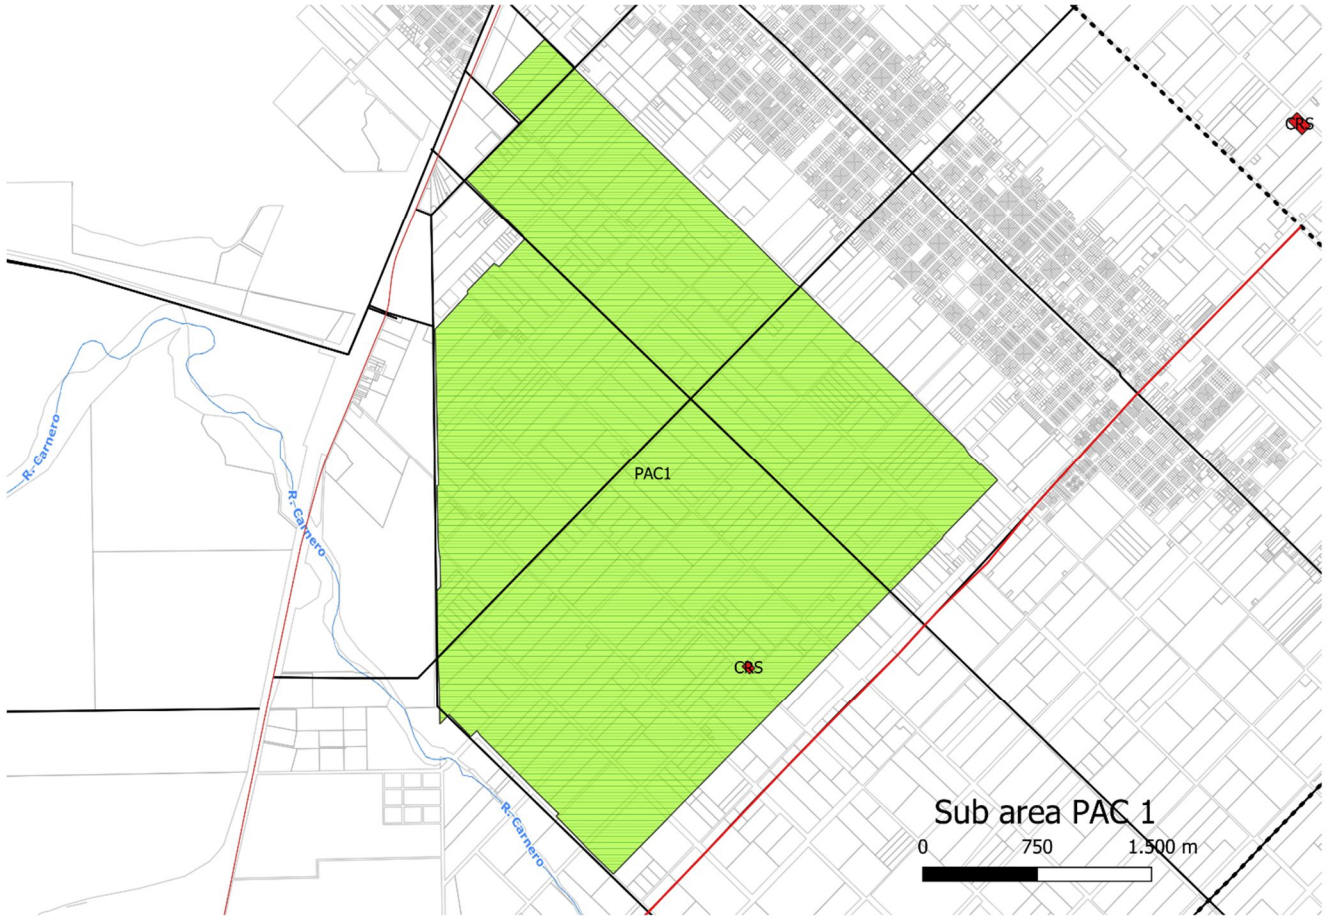 CRS
R. Carnero
R. Carnero
PAC1
CRS
R. Carnero
Sub area PAC 1
0 750 1.500 m